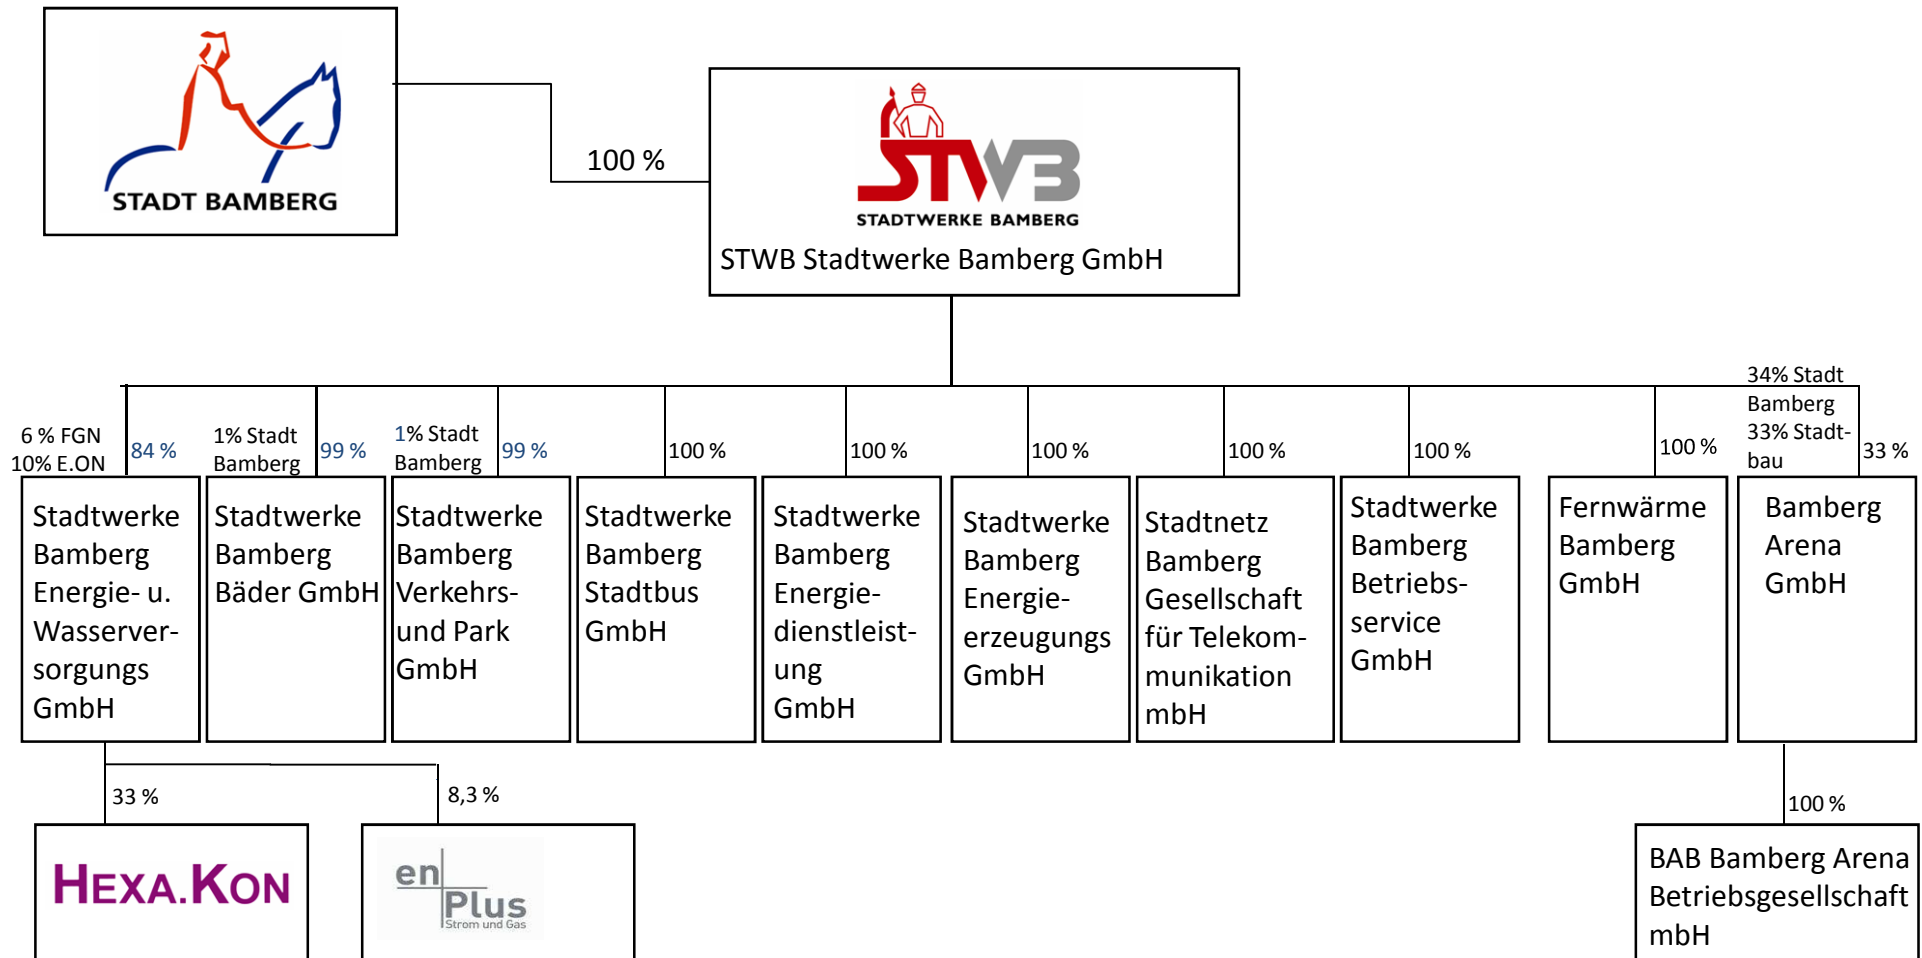 STADT BAMBERG
100 %
STWB
STADTWERKE BAMBERG
STWB Stadtwerke Bamberg GmbH
6 % FGN
10% E.ON
84 %
1% Stadt
Bamberg
99 %
1% Stadt
Bamberg
99 %
100 %
100 %
100 %
100 %
100 %
100 %
34% Stadt
Bamberg
33% Stadt-
bau
33 %
Stadtwerke
Bamberg
Energie- u.
Wasserver-
sorgungs
GmbH
Stadtwerke
Bamberg
Bäder GmbH
Stadtwerke
Bamberg
Verkehrs-
und Park
GmbH
Stadtwerke
Bamberg
Stadtbus
GmbH
Stadtwerke
Bamberg
Energie-
dienstleist-
ung
GmbH
Stadtwerke
Bamberg
Energie-
erzeugungs
GmbH
Stadtnetz
Bamberg
Gesellschaft
für Telekom-
munikation
mbH
Stadtwerke
Bamberg
Betriebs-
service
GmbH
Fernwärme
Bamberg
GmbH
Bamberg
Arena
GmbH
33 %
8,3 %
100 %
HEXA.KON
en
Plus
Strom und Gas
BAB Bamberg Arena
Betriebsgesellschaft
mbH